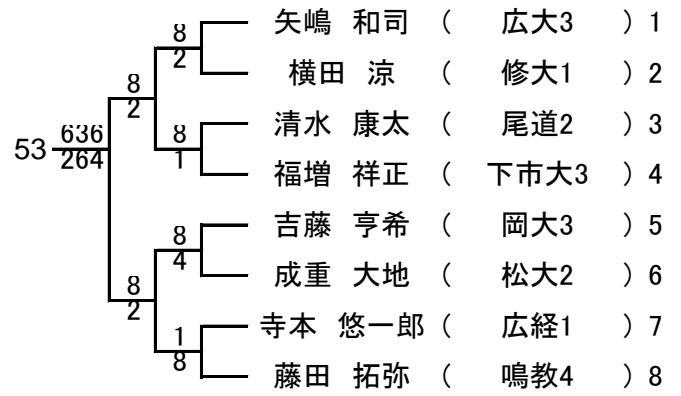 8
2
矢嶋 和司 ( 広大3 ) 1
横田 涼 ( 修大1 ) 2
8
2
8
1
清水 康太 ( 尾道2 ) 3
福増 祥正 ( 下市大3 ) 4
53
636
264
8
4
吉藤 亨希 ( 岡大3 ) 5
成重 大地 ( 松大2 ) 6
8
2
1
8
寺本 悠一郎 ( 広経1 ) 7
藤田 拓弥 ( 鳴教4 ) 8